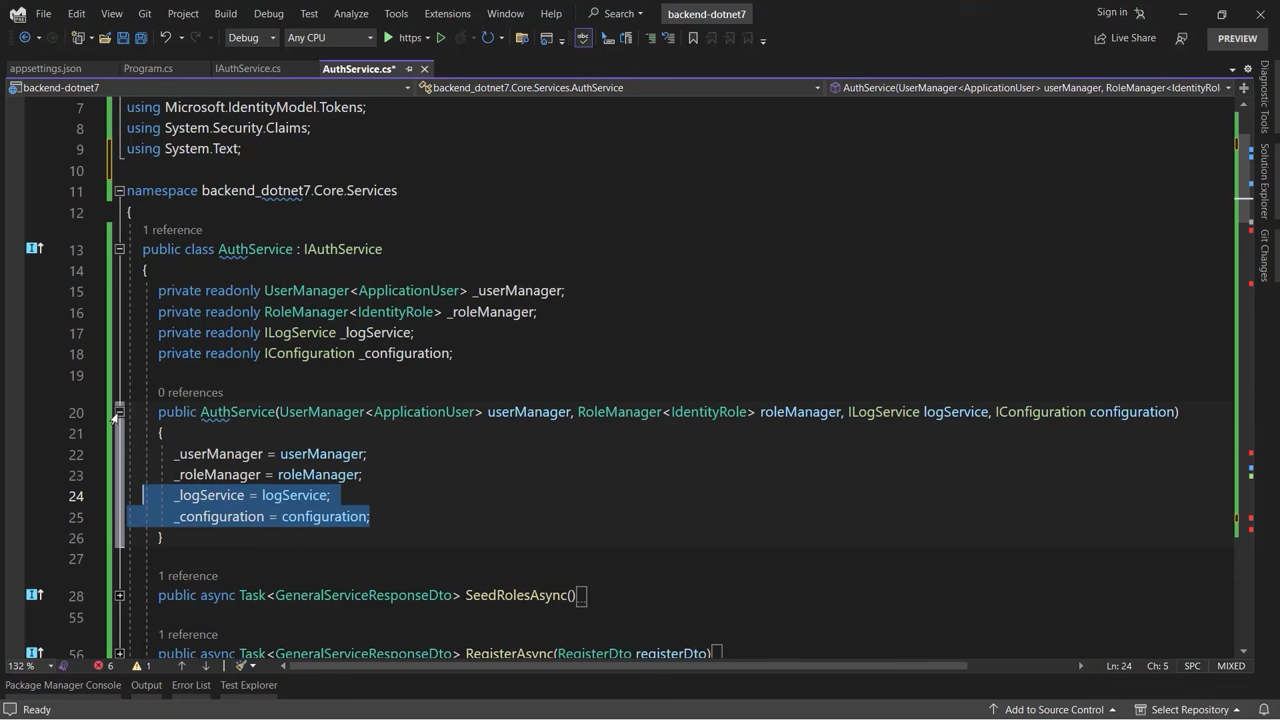 File Edit View Git Project Build Debug Test Analyze Tools Extensions Window Help Search backend-dotnet7 Sign in
Debug Any CPU https abc Live Share PREVIEW
appsettings.json Program.cs IAuthService.cs AuthService.cs*
backend-dotnet7 backend_dotnet7.Core.Services.AuthService AuthService(UserManager<ApplicationUser> userManager, RoleManager<IdentityRol
7 using Microsoft.IdentityModel.Tokens;
8 using System.Security.Claims;
9 using System.Text;
10
11 namespace backend_dotnet7.Core.Services
12 {
1 reference
13 public class AuthService : IAuthService
14 {
15 private readonly UserManager<ApplicationUser> _userManager;
16 private readonly RoleManager<IdentityRole> _roleManager;
17 private readonly ILogService _logService;
18 private readonly IConfiguration _configuration;
19
0 references
20 public AuthService(UserManager<ApplicationUser> userManager, RoleManager<IdentityRole> roleManager, ILogService logService, IConfiguration configuration)
21 {
22 _userManager = userManager;
23 _roleManager = roleManager;
24 _logService = logService;
25 _configuration = configuration;
26 }
27
1 reference
28 public async Task<GeneralServiceResponseDto> SeedRolesAsync()
55
1 reference
56 public async Task<GeneralServiceResponseDto> RegisterAsync(RegisterDto registerDto)
132 % 6 1 Ln: 24 Ch: 5 SPC MIXED
Package Manager Console Output Error List Test Explorer
Ready Add to Source Control Select Repository
Diagnostic Tools
Solution Explorer
Git Changes